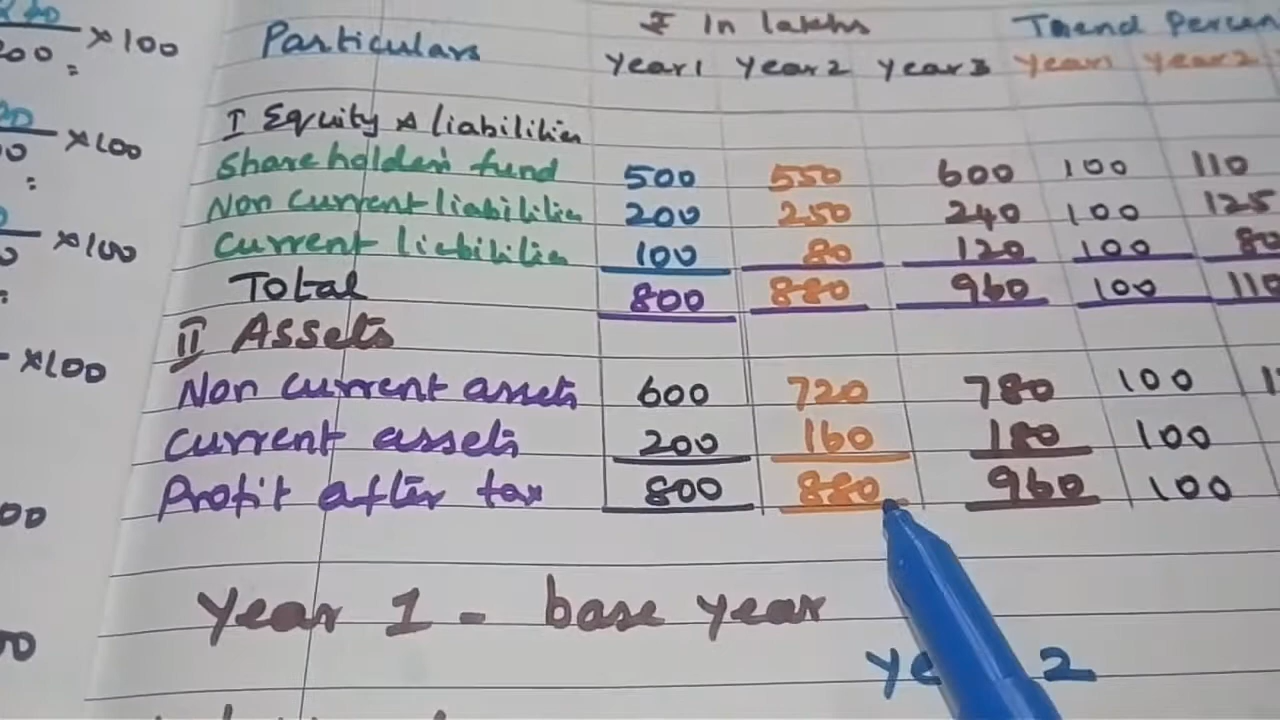 ₹ In lakhs Trend Percen
Particulars Year1 Year2 Year3 Year1 Year2
I Equity & liabilities
Shareholders fund 500 550 600 100 110
Non Current liabilities 200 250 240 100 125
Current liabilities 100 80 120 100 80
Total 800 880 960 100 110
II Assets
Non Current assets 600 720 780 100 1
Current assets 200 160 180 100
Profit after tax 800 880 960 100
Year 1 - base year
2
00 ×100
=
×100
:
×100
×100
00